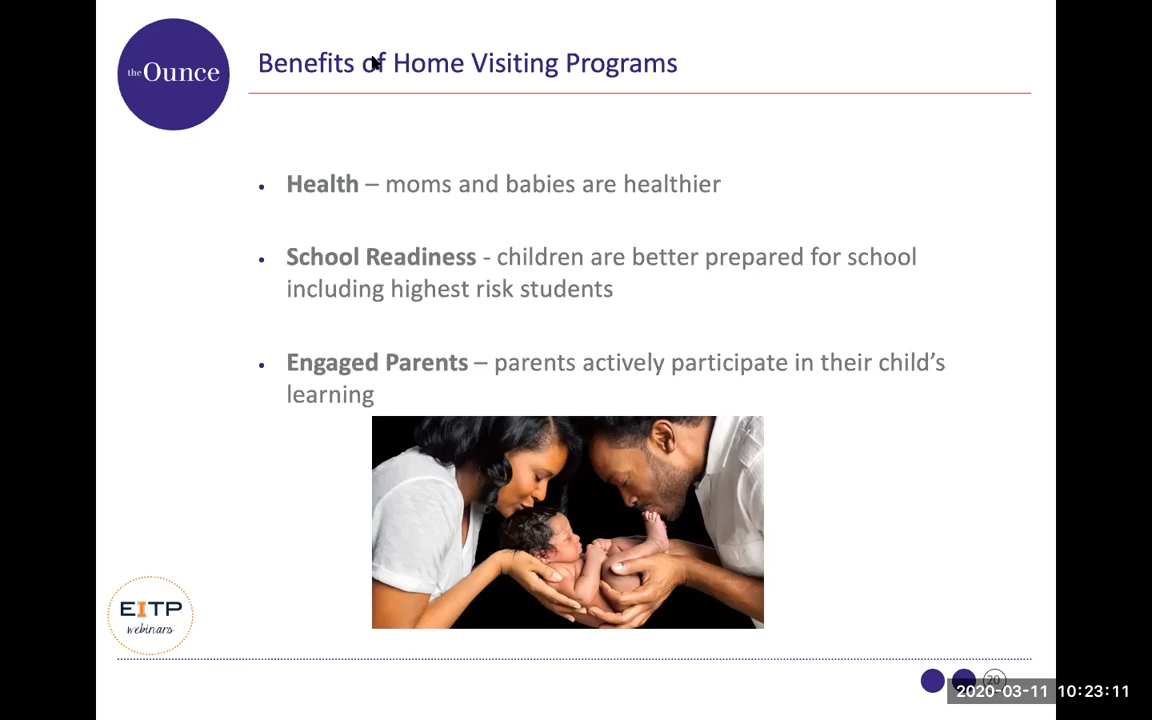 the Ounce
Benefits of Home Visiting Programs
• Health – moms and babies are healthier
• School Readiness - children are better prepared for school
including highest risk students
• Engaged Parents – parents actively participate in their child’s
learning
EITP
webinars
20
2020-03-11 10:23:11